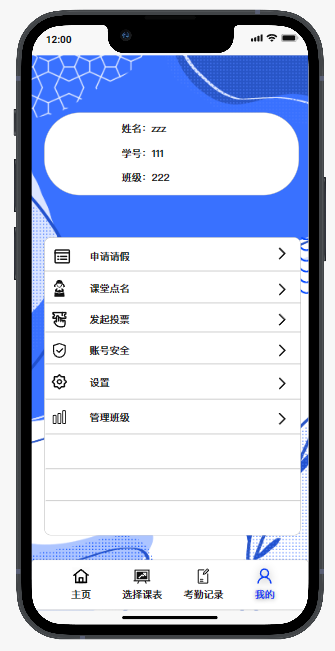 12:00
姓名：zzz
学号：111
班级：222
申请请假
课堂点名
发起投票
账号安全
设置
管理班级
主页 选择课表 考勤记录 我的